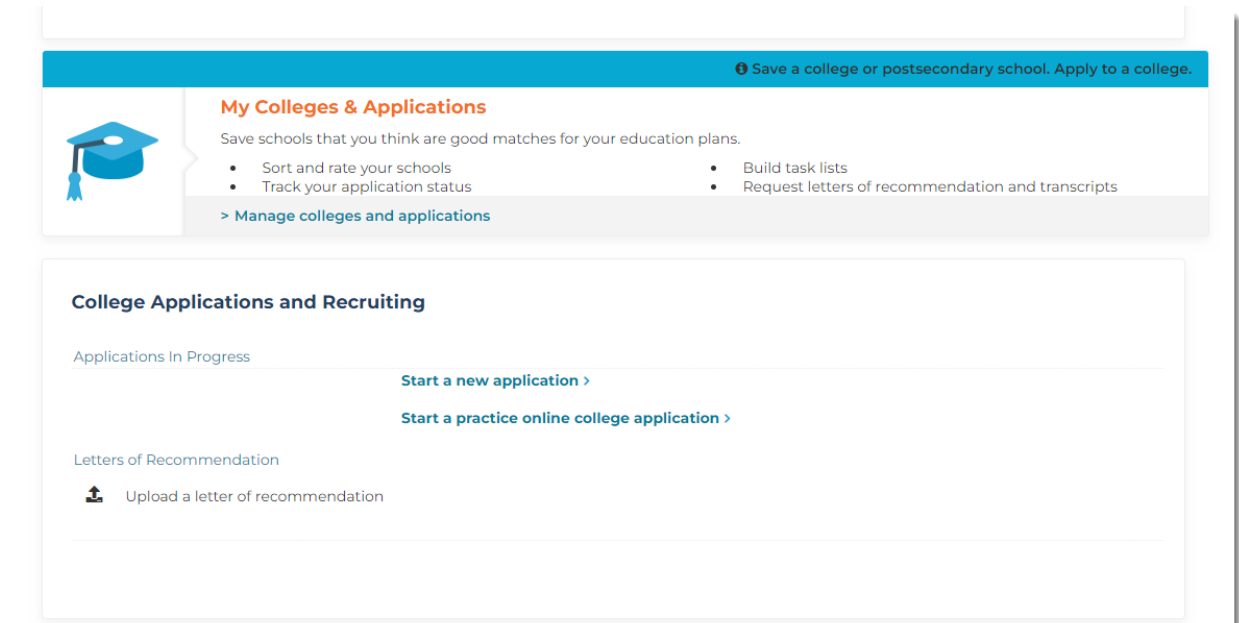 Save a college or postsecondary school. Apply to a college.
My Colleges & Applications
Save schools that you think are good matches for your education plans.
• Sort and rate your schools
• Track your application status
• Build task lists
• Request letters of recommendation and transcripts
> Manage colleges and applications
College Applications and Recruiting
Applications In Progress
Start a new application >
Start a practice online college application >
Letters of Recommendation
Upload a letter of recommendation